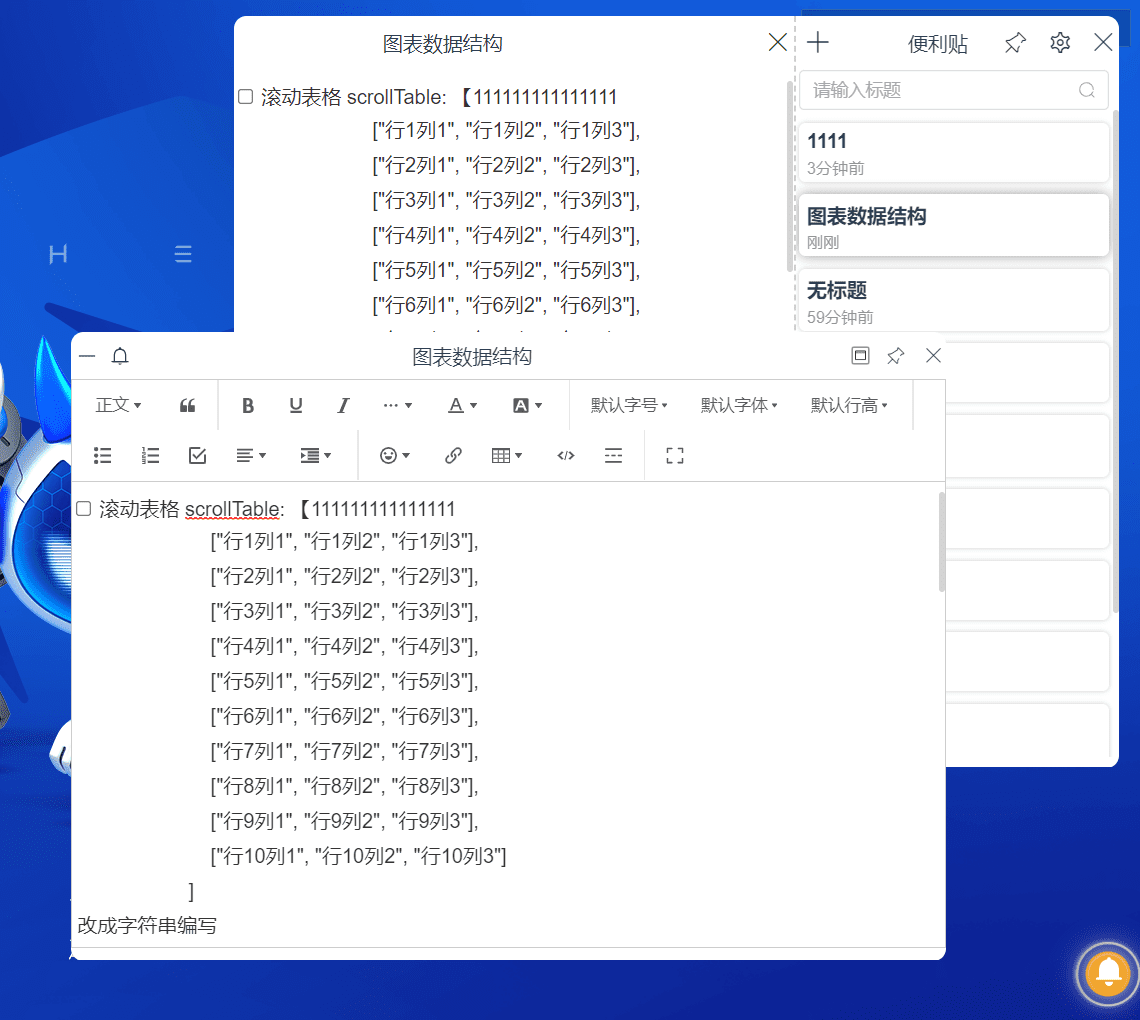 图表数据结构
滚动表格 scrollTable: 【111111111111111
["行1列1", "行1列2", "行1列3"],
["行2列1", "行2列2", "行2列3"],
["行3列1", "行3列2", "行3列3"],
["行4列1", "行4列2", "行4列3"],
["行5列1", "行5列2", "行5列3"],
["行6列1", "行6列2", "行6列3"],
便利贴
请输入标题
1111
3分钟前
图表数据结构
刚刚
无标题
59分钟前
图表数据结构
正文
默认字号
默认字体
默认行高
滚动表格 scrollTable: 【111111111111111
["行1列1", "行1列2", "行1列3"],
["行2列1", "行2列2", "行2列3"],
["行3列1", "行3列2", "行3列3"],
["行4列1", "行4列2", "行4列3"],
["行5列1", "行5列2", "行5列3"],
["行6列1", "行6列2", "行6列3"],
["行7列1", "行7列2", "行7列3"],
["行8列1", "行8列2", "行8列3"],
["行9列1", "行9列2", "行9列3"],
["行10列1", "行10列2", "行10列3"]
]
改成字符串编写